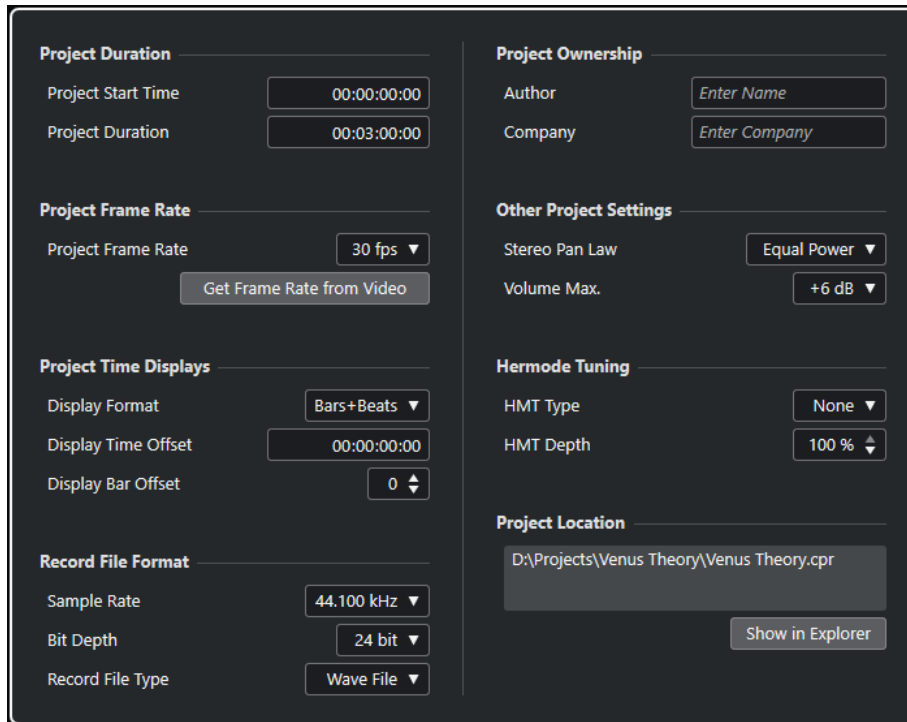 Project Duration
Project Start Time 00:00:00:00
Project Duration 00:03:00:00
Project Frame Rate
Project Frame Rate 30 fps
Get Frame Rate from Video
Project Time Displays
Display Format Bars+Beats
Display Time Offset 00:00:00:00
Display Bar Offset 0
Record File Format
Sample Rate 44.100 kHz
Bit Depth 24 bit
Record File Type Wave File
Project Ownership
Author Enter Name
Company Enter Company
Other Project Settings
Stereo Pan Law Equal Power
Volume Max. +6 dB
Hermode Tuning
HMT Type None
HMT Depth 100 %
Project Location
D:\Projects\Venus Theory\Venus Theory.cpr
Show in Explorer